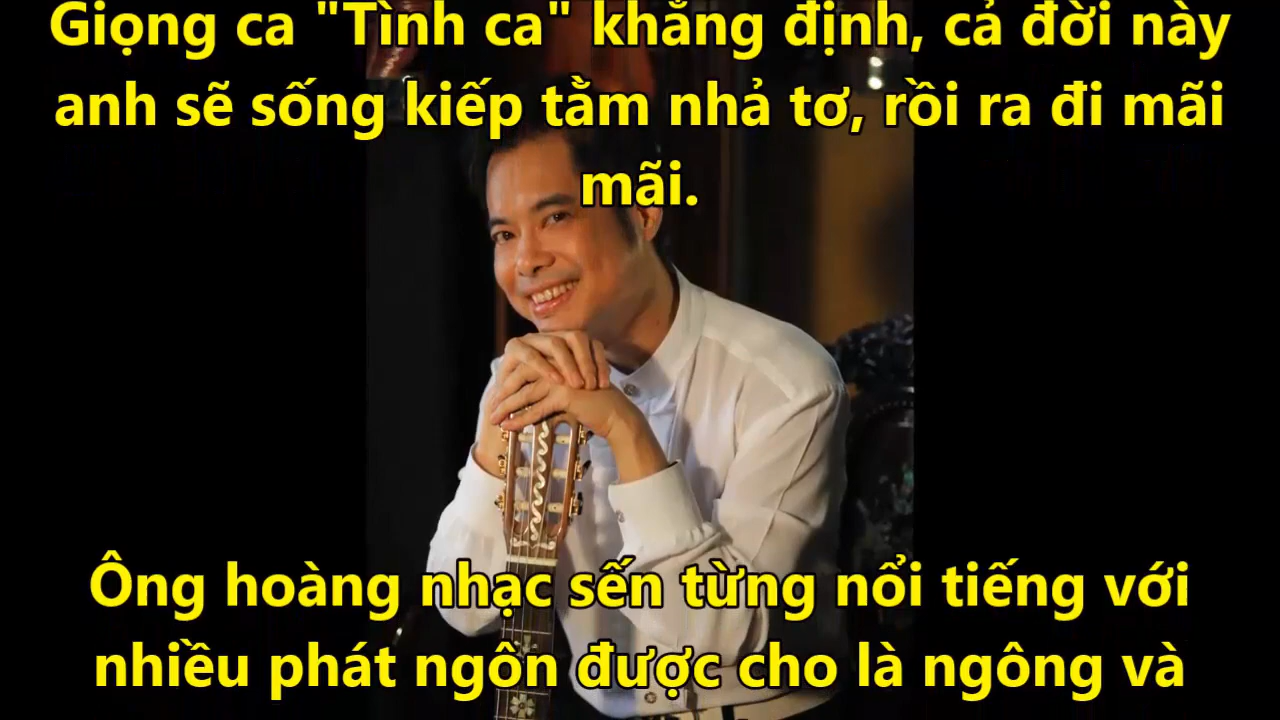 Giọng ca "Tình ca" khẳng định, cả đời này
anh sẽ sống kiếp tằm nhả tơ, rồi ra đi mãi
mãi.
Ông hoàng nhạc sến từng nổi tiếng với
nhiều phát ngôn được cho là ngông và